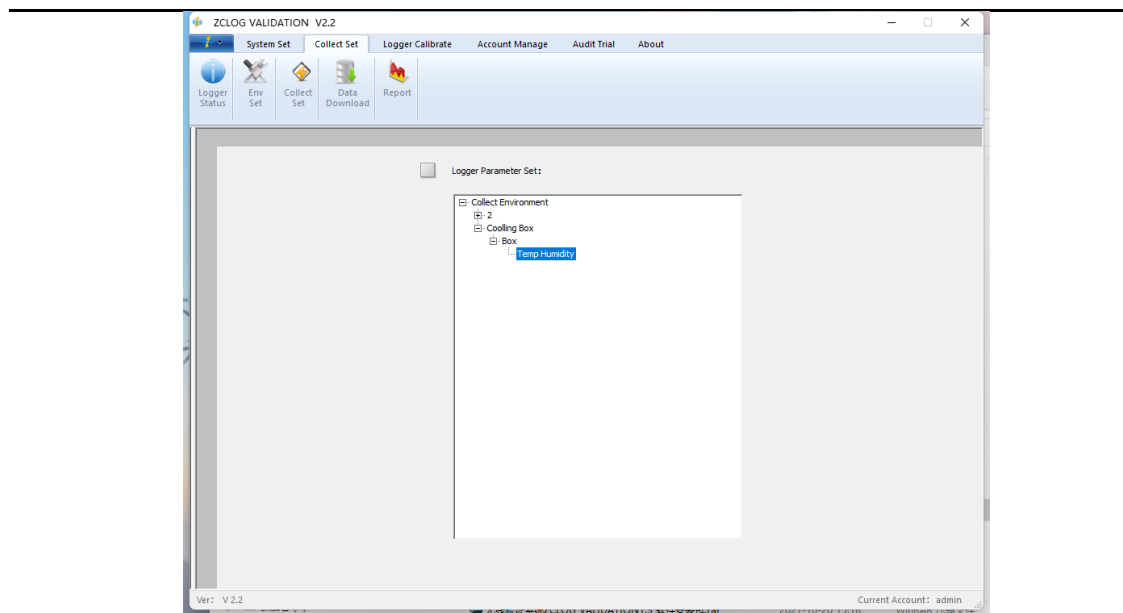 ZCLOG VALIDATION V2.2
System Set Collect Set Logger Calibrate Account Manage Audit Trial About
Logger Status
Env Set
Collect Set
Data Download
Report
Logger Parameter Set:
Collect Environment
2
Coolling Box
Box
Temp Humidity
Ver: V 2.2
Current Account: admin